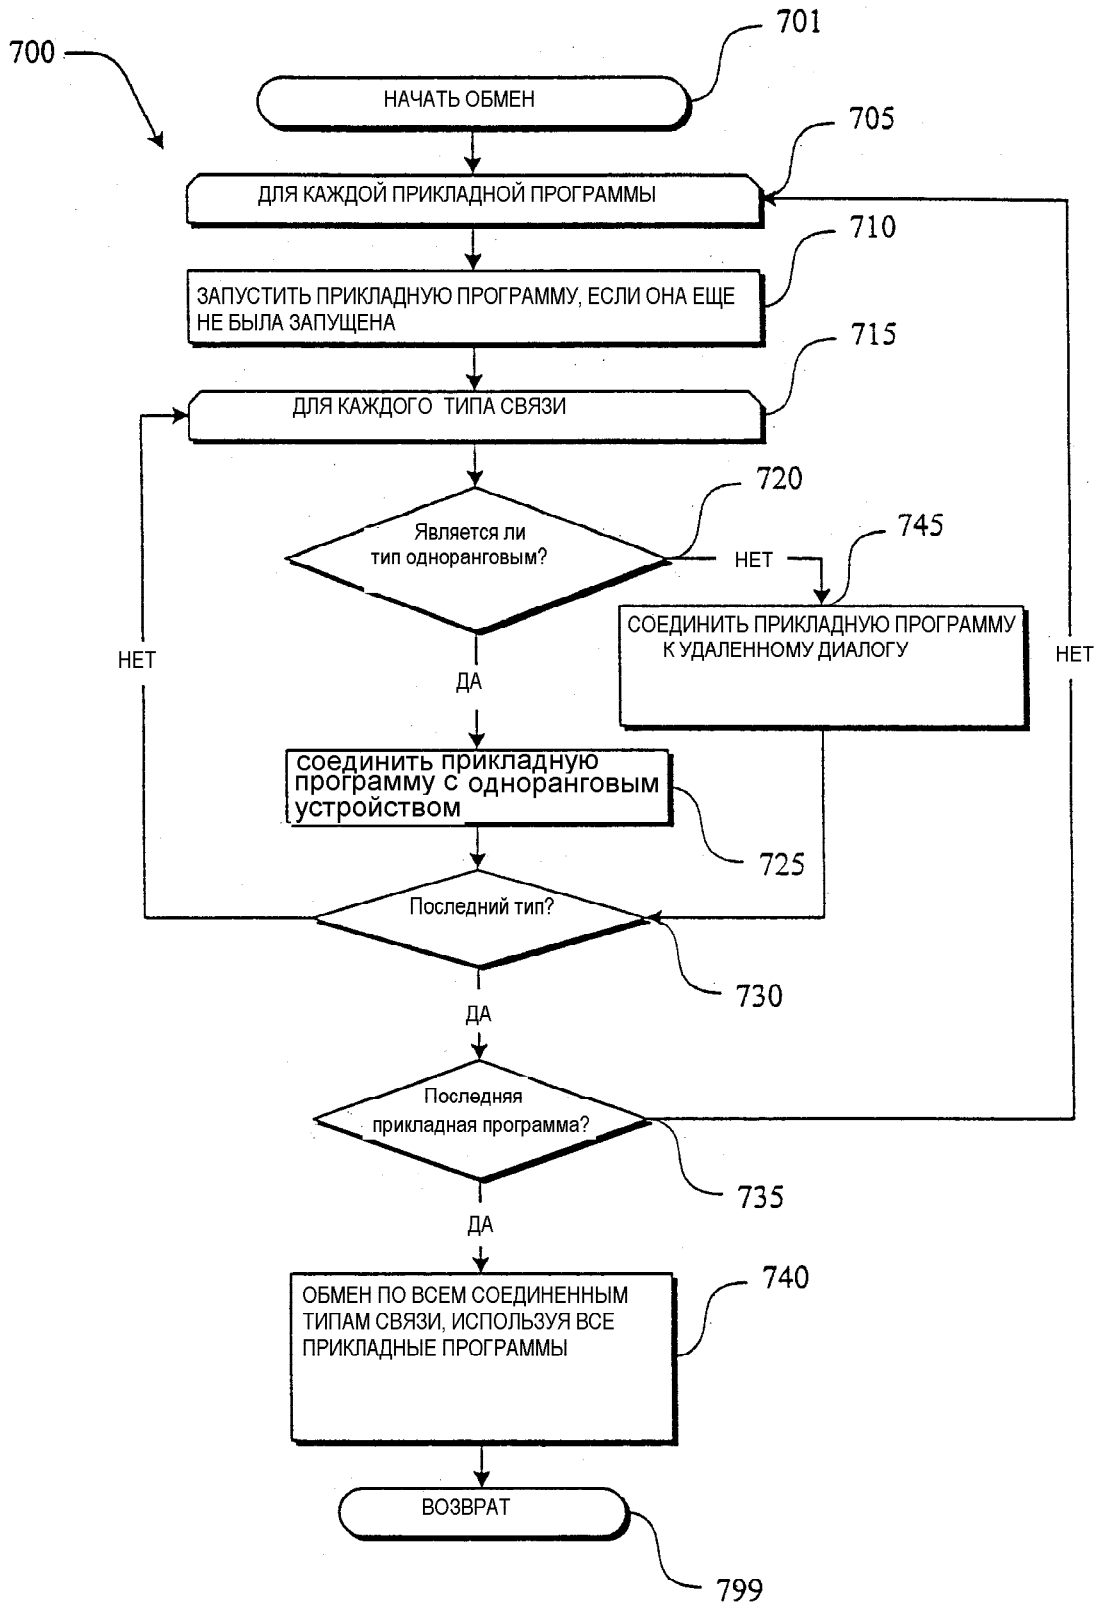 701
700
НАЧАТЬ ОБМЕН
705
ДЛЯ КАЖДОЙ ПРИКЛАДНОЙ ПРОГРАММЫ
710
ЗАПУСТИТЬ ПРИКЛАДНУЮ ПРОГРАММУ, ЕСЛИ ОНА ЕЩЕ
НЕ БЫЛА ЗАПУЩЕНА
715
ДЛЯ КАЖДОГО ТИПА СВЯЗИ
720
Является ли
тип одноранговым?
НЕТ
745
СОЕДИНИТЬ ПРИКЛАДНУЮ ПРОГРАММУ
К УДАЛЕННОМУ ДИАЛОГУ
НЕТ
НЕТ
ДА
соединить прикладную
программу с одноранговым
устройством
725
Последний тип?
730
ДА
Последняя
прикладная программа?
735
ДА
740
ОБМЕН ПО ВСЕМ СОЕДИНЕННЫМ
ТИПАМ СВЯЗИ, ИСПОЛЬЗУЯ ВСЕ
ПРИКЛАДНЫЕ ПРОГРАММЫ
ВОЗВРАТ
799